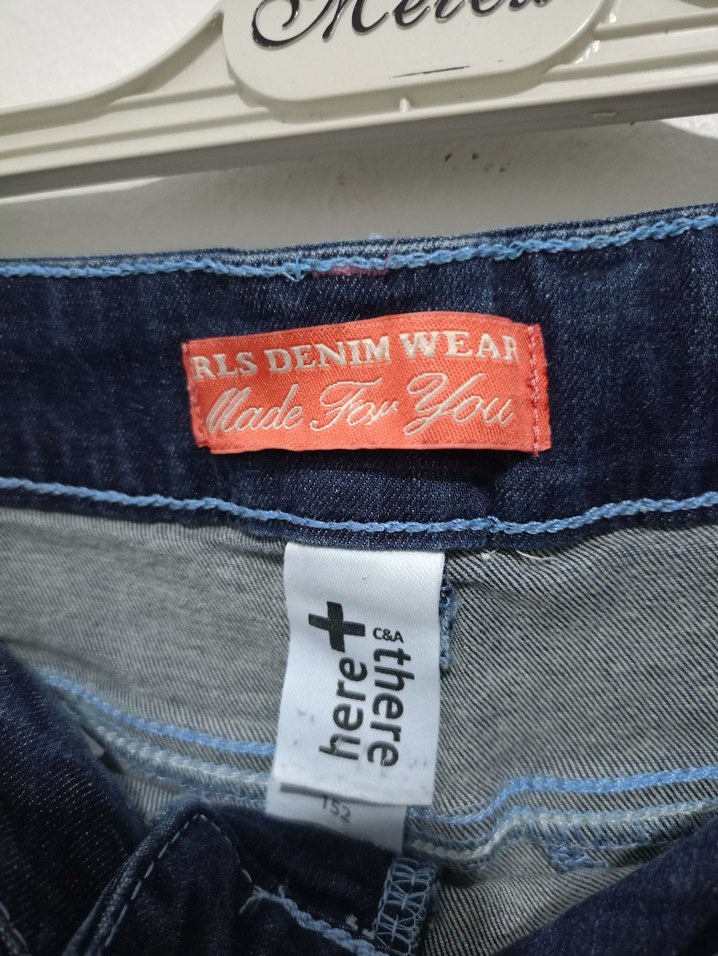 RLS DENIM WEAR
Made For You
C&A
here + there
152